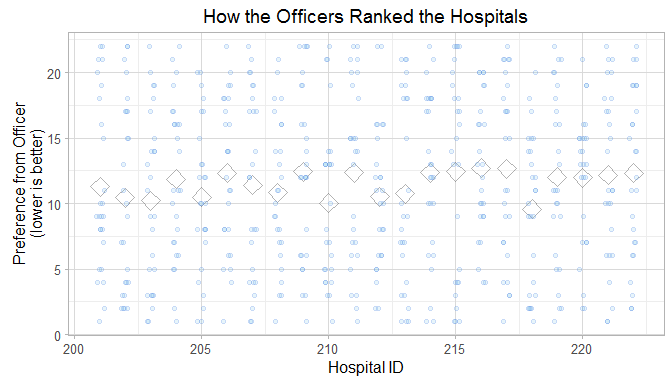 How the Officers Ranked the Hospitals
Preference from Officer
(lower is better)
20
15
10
5
0
200
205
210
215
220
Hospital ID